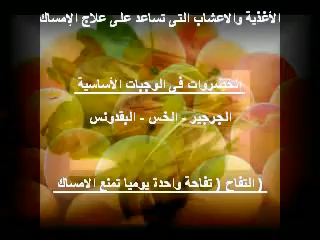 الأغذية والاعشاب التى تساعد على علاج الإمساك
الخضروات فى الوجبات الأساسية
الجرجير - الخس - البقدونس
( التفاح ( تفاحة واحدة يوميا تمنع الامساك